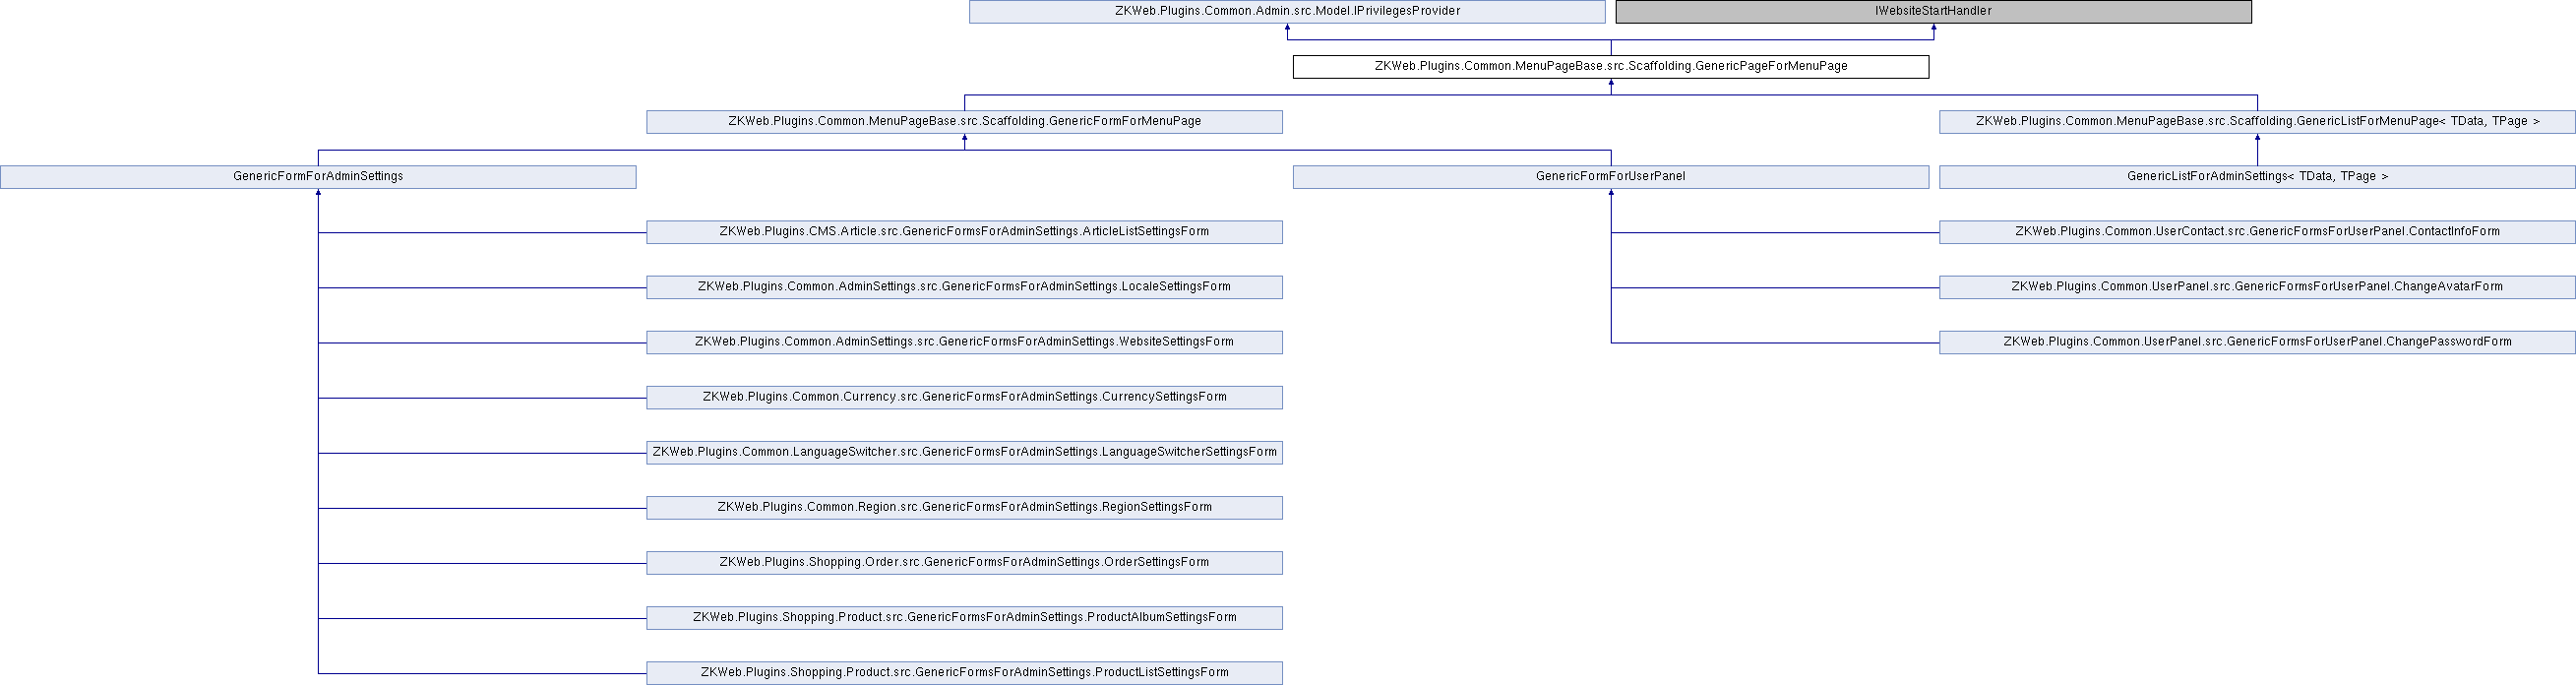 ZKWeb.Plugins.Common.Admin.src.Model.IPrivilegesProvider
IWebsiteStartHandler
ZKWeb.Plugins.Common.MenuPageBase.src.Scaffolding.GenericPageForMenuPage
ZKWeb.Plugins.Common.MenuPageBase.src.Scaffolding.GenericFormForMenuPage
ZKWeb.Plugins.Common.MenuPageBase.src.Scaffolding.GenericListForMenuPage< TData, TPage >
GenericFormForAdminSettings
GenericFormForUserPanel
GenericListForAdminSettings< TData, TPage >
ZKWeb.Plugins.CMS.Article.src.GenericFormsForAdminSettings.ArticleListSettingsForm
ZKWeb.Plugins.Common.UserContact.src.GenericFormsForUserPanel.ContactInfoForm
ZKWeb.Plugins.Common.AdminSettings.src.GenericFormsForAdminSettings.LocaleSettingsForm
ZKWeb.Plugins.Common.UserPanel.src.GenericFormsForUserPanel.ChangeAvatarForm
ZKWeb.Plugins.Common.AdminSettings.src.GenericFormsForAdminSettings.WebsiteSettingsForm
ZKWeb.Plugins.Common.UserPanel.src.GenericFormsForUserPanel.ChangePasswordForm
ZKWeb.Plugins.Common.Currency.src.GenericFormsForAdminSettings.CurrencySettingsForm
ZKWeb.Plugins.Common.LanguageSwitcher.src.GenericFormsForAdminSettings.LanguageSwitcherSettingsForm
ZKWeb.Plugins.Common.Region.src.GenericFormsForAdminSettings.RegionSettingsForm
ZKWeb.Plugins.Shopping.Order.src.GenericFormsForAdminSettings.OrderSettingsForm
ZKWeb.Plugins.Shopping.Product.src.GenericFormsForAdminSettings.ProductAlbumSettingsForm
ZKWeb.Plugins.Shopping.Product.src.GenericFormsForAdminSettings.ProductListSettingsForm